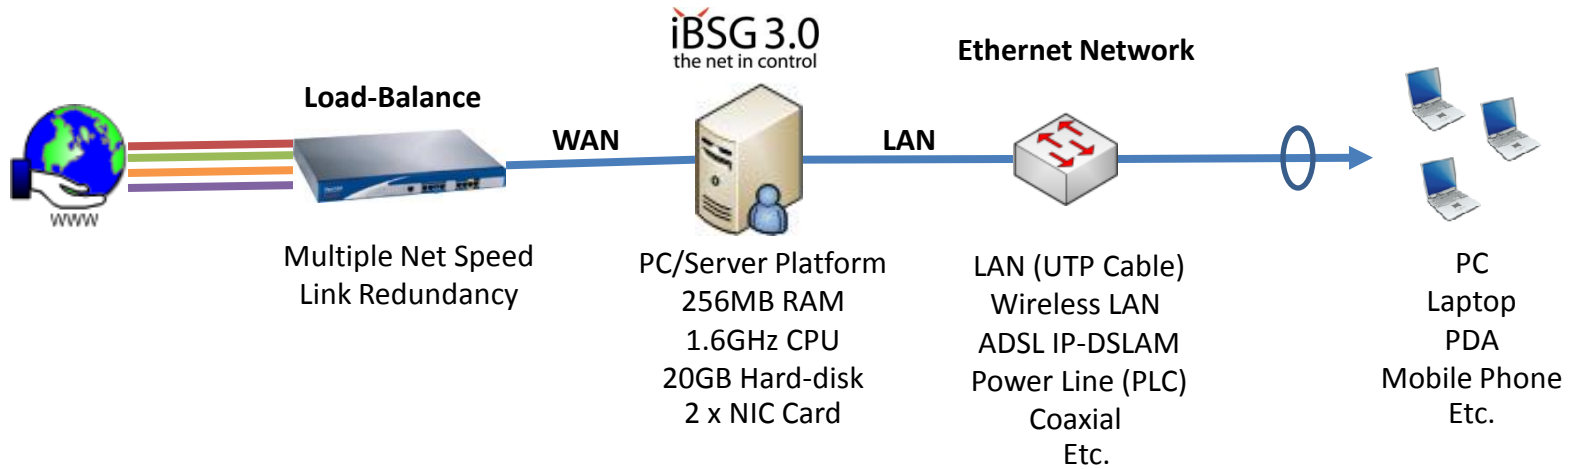 iBSG 3.0
the net in control
Ethernet Network
Load-Balance
WAN
LAN
www
Multiple Net Speed
Link Redundancy
PC/Server Platform
256MB RAM
1.6GHz CPU
20GB Hard-disk
2 x NIC Card
LAN (UTP Cable)
Wireless LAN
ADSL IP-DSLAM
Power Line (PLC)
Coaxial
Etc.
PC
Laptop
PDA
Mobile Phone
Etc.